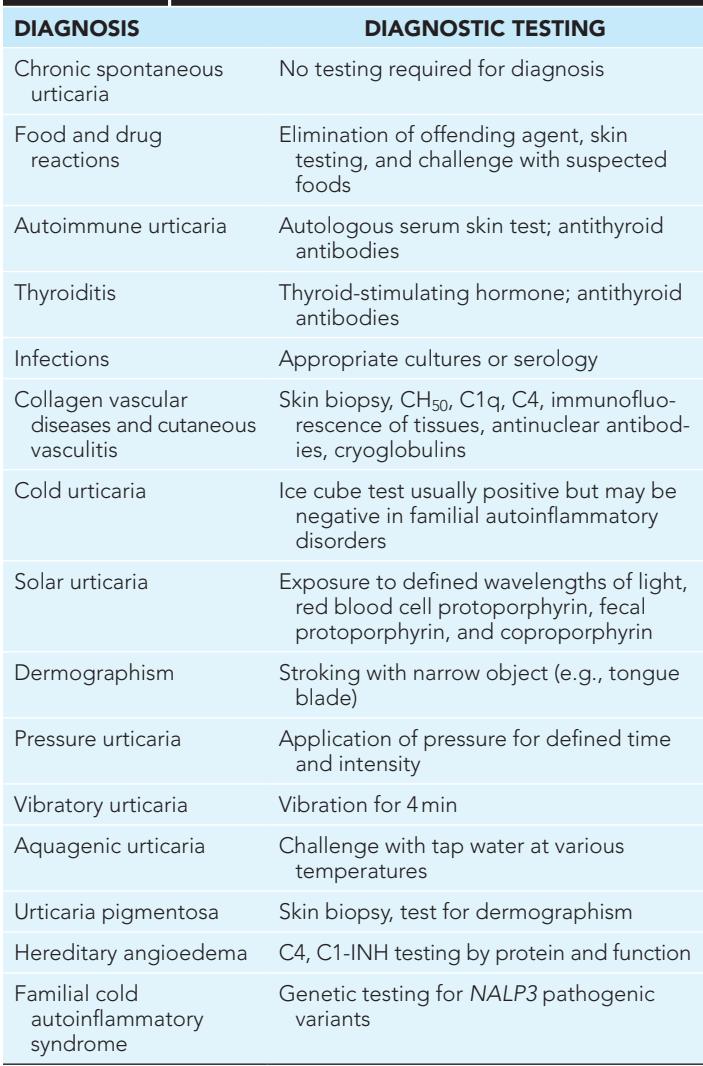 DIAGNOSIS DIAGNOSTIC TESTING
Chronic spontaneous No testing required for diagnosis
urticaria
Food and drug Elimination of offending agent, skin
reactions testing, and challenge with suspected
foods
Autoimmune urticaria Autologous serum skin test; antithyroid
antibodies
Thyroiditis Thyroid-stimulating hormone; antithyroid
antibodies
Infections Appropriate cultures or serology
Collagen vascular Skin biopsy, CH₅₀, C1q, C4, immunofluo-
diseases and cutaneous rescence of tissues, antinuclear antibod-
vasculitis ies, cryoglobulins
Cold urticaria Ice cube test usually positive but may be
negative in familial autoinflammatory
disorders
Solar urticaria Exposure to defined wavelengths of light,
red blood cell protoporphyrin, fecal
protoporphyrin, and coproporphyrin
Dermographism Stroking with narrow object (e.g., tongue
blade)
Pressure urticaria Application of pressure for defined time
and intensity
Vibratory urticaria Vibration for 4 min
Aquagenic urticaria Challenge with tap water at various
temperatures
Urticaria pigmentosa Skin biopsy, test for dermographism
Hereditary angioedema C4, C1-INH testing by protein and function
Familial cold Genetic testing for NALP3 pathogenic
autoinflammatory variants
syndrome